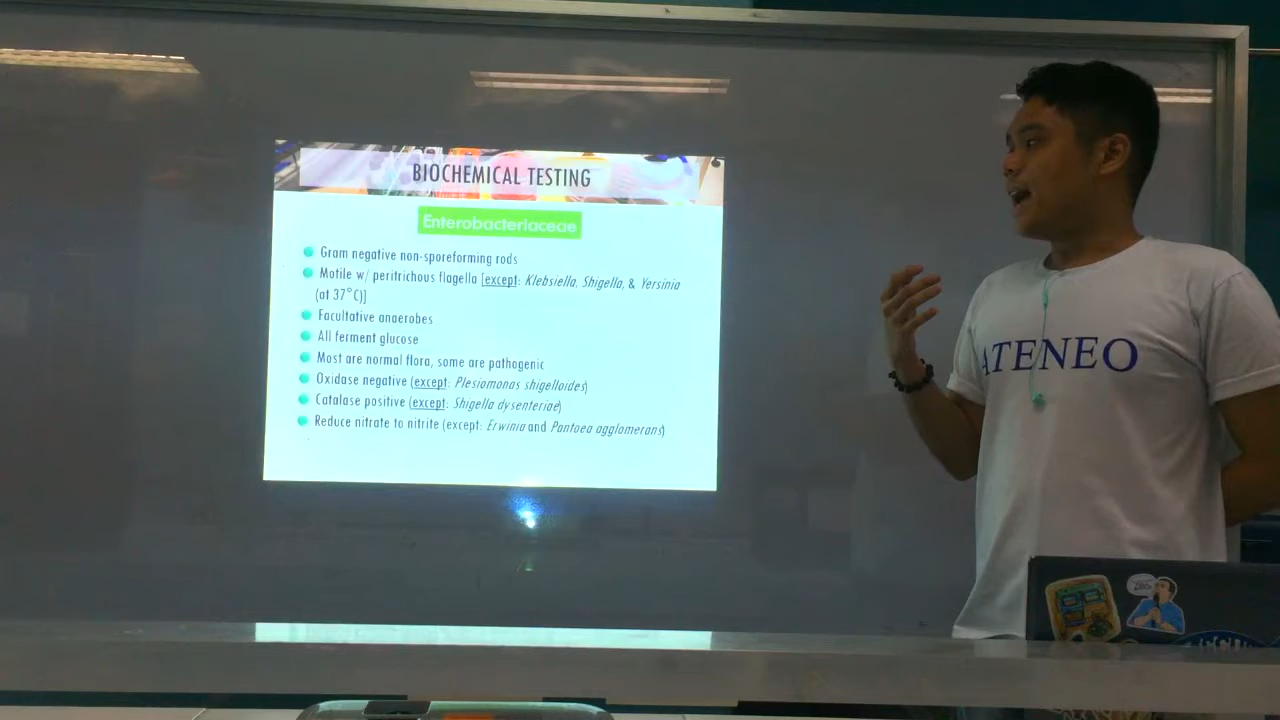 BIOCHEMICAL TESTING
Enterobacteriaceae
Gram negative non-sporeforming rods
Motile w/ peritrichous flagella [except: Klebsiella, Shigella, & Yersinia
(at 37°C)]
Facultative anaerobes
All ferment glucose
Most are normal flora, some are pathogenic
Oxidase negative (except: Plesiomonas shigelloides)
Catalase positive (except: Shigella dysenteriae)
Reduce nitrate to nitrite (except: Erwinia and Pantoea agglomerans)
ATENEO